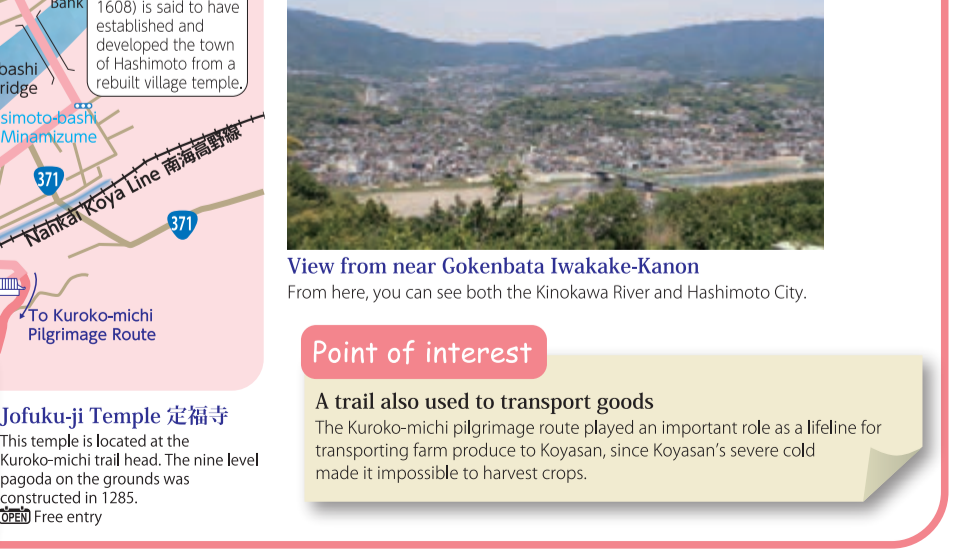 Bank
1608) is said to have
established and
developed the town
of Hashimoto from a
rebuilt village temple.
bashi
ridge
simoto-bashi
Minamizume
371
Nahkai Koya Line 南海高野線
371
To Kuroko-michi
Pilgrimage Route
Jofuku-ji Temple 定福寺
This temple is located at the
Kuroko-michi trail head. The nine level
pagoda on the grounds was
constructed in 1285.
OPEN Free entry
View from near Gokenbata Iwakake-Kanon
From here, you can see both the Kinokawa River and Hashimoto City.
Point of interest
A trail also used to transport goods
The Kuroko-michi pilgrimage route played an important role as a lifeline for
transporting farm produce to Koyasan, since Koyasan’s severe cold
made it impossible to harvest crops.